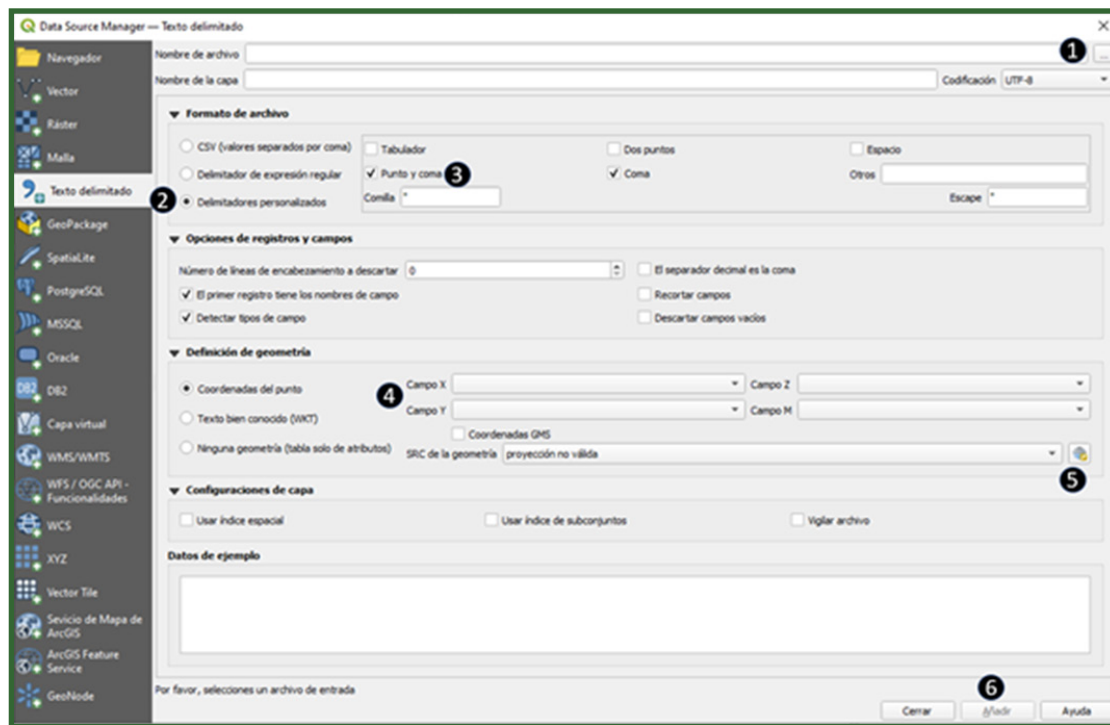 Data Source Manager — Texto delimitado
Navegador
Vector
Ráster
Malla
Texto delimitado
GeoPackage
SpatiaLite
PostgreSQL
MSSQL
Oracle
DB2 DB2
Capa virtual
WMS/WMTS
WFS / OGC API -
Funcionalidades
WCS
XYZ
Vector Tile
Sevicio de Mapa de
ArcGIS
ArcGIS Feature
Service
GeoNode
Nombre de archivo 1 ...
Nombre de la capa Codificación UTF-8
Formato de archivo
CSV (valores separados por coma) Tabulador Dos puntos Espacio
Delimitador de expresión regular Punto y coma 3 Coma Otros
2 Delimitadores personalizados Comilla " Escape "
Opciones de registros y campos
Número de líneas de encabezamiento a descartar 0 El separador decimal es la coma
El primer registro tiene los nombres de campo Recortar campos
Detectar tipos de campo Descartar campos vacíos
Definición de geometría
Coordenadas del punto 4 Campo X Campo Z
Texto bien conocido (WKT) Campo Y Campo M
Coordenadas GMS
Ninguna geometría (tabla solo de atributos) SRC de la geometría proyección no válida
5
Configuraciones de capa
Usar índice espacial Usar índice de subconjuntos Vigilar archivo
Datos de ejemplo
Por favor, selecciones un archivo de entrada 6
Cerrar Añadir Ayuda